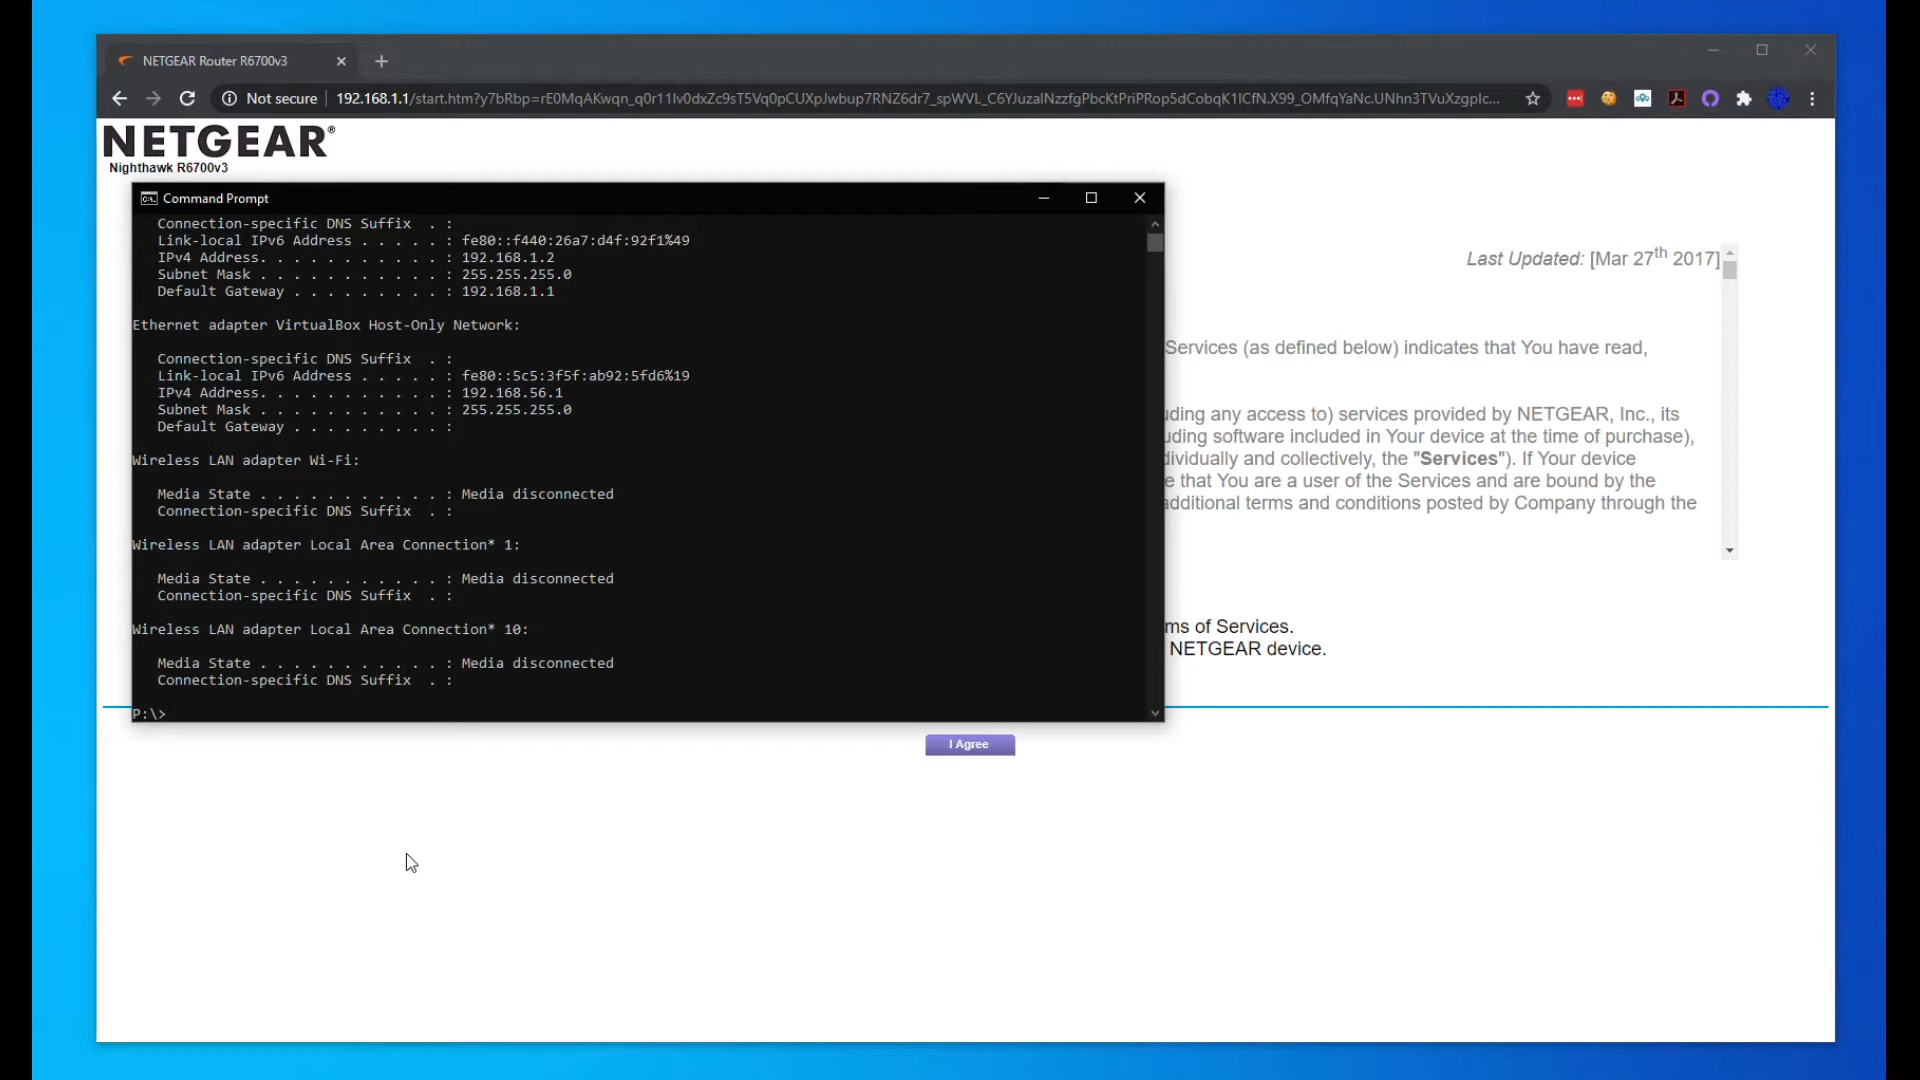 NETGEAR Router R6700v3
Not secure
192.168.1.1/start.htm?
NETGEAR®
Nighthawk R6700v3
Command Prompt
Connection-specific DNS Suffix . :
Link-local IPv6 Address . . . . . : fe80::f440:26a7:d4f:92f1%49
IPv4 Address. . . . . . . . . . . : 192.168.1.2
Subnet Mask . . . . . . . . . . . : 255.255.255.0
Default Gateway . . . . . . . . . : 192.168.1.1
Ethernet adapter VirtualBox Host-Only Network:
Connection-specific DNS Suffix . :
Link-local IPv6 Address . . . . . : fe80::5c5:3f5f:ab92:5fd6%19
IPv4 Address. . . . . . . . . . . : 192.168.56.1
Subnet Mask . . . . . . . . . . . : 255.255.255.0
Default Gateway . . . . . . . . . :
Wireless LAN adapter Wi-Fi:
Media State . . . . . . . . . . . : Media disconnected
Connection-specific DNS Suffix . :
Wireless LAN adapter Local Area Connection* 1:
Media State . . . . . . . . . . . : Media disconnected
Connection-specific DNS Suffix . :
Wireless LAN adapter Local Area Connection* 10:
Media State . . . . . . . . . . . : Media disconnected
Connection-specific DNS Suffix . :
P:\>
Last Updated: [Mar 27th 2017]
Services (as defined below) indicates that You have read,
uding any access to) services provided by NETGEAR, Inc., its
uding software included in Your device at the time of purchase),
dividually and collectively, the "Services"). If Your device
e that You are a user of the Services and are bound by the
additional terms and conditions posted by Company through the
ms of Services.
NETGEAR device.
I Agree